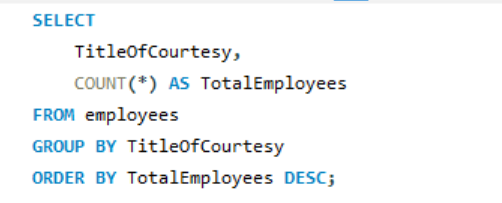 SELECT
    TitleOfCourtesy,
    COUNT(*) AS TotalEmployees
FROM employees
GROUP BY TitleOfCourtesy
ORDER BY TotalEmployees DESC;